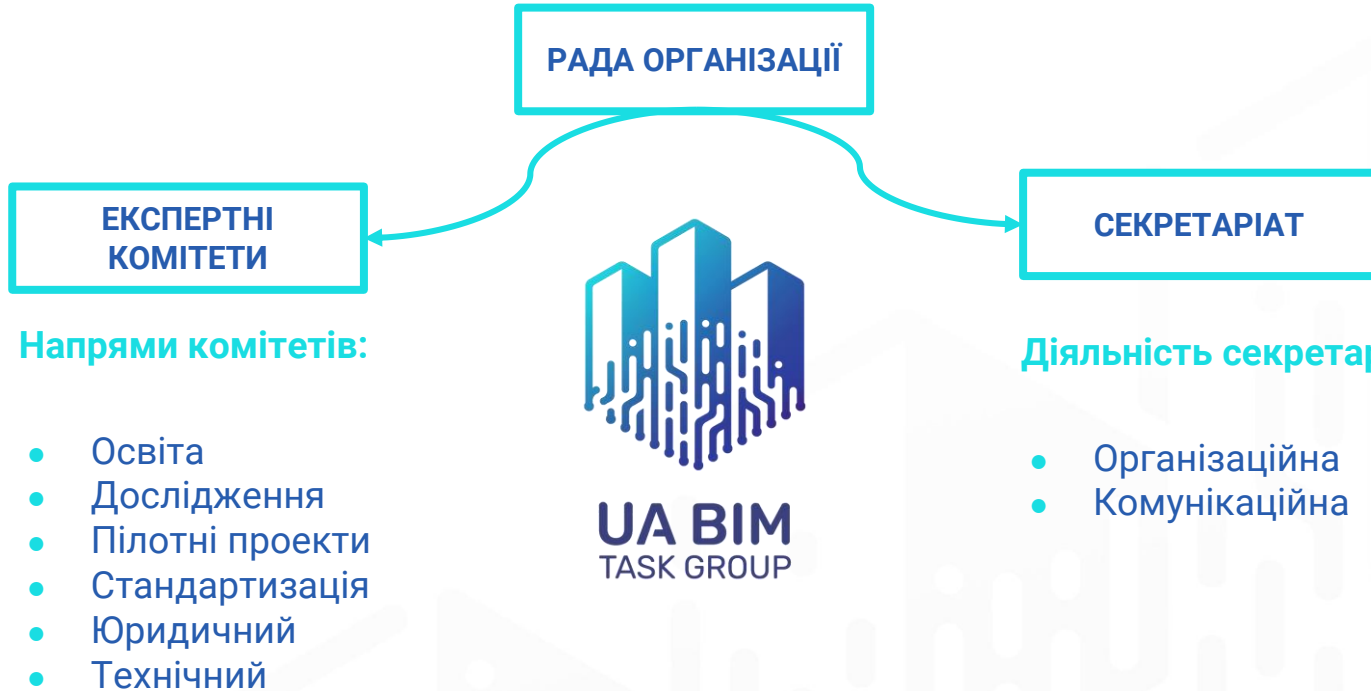 РАДА ОРГАНІЗАЦІЇ
ЕКСПЕРТНІ
КОМІТЕТИ
Напрями комітетів:
● Освіта
● Дослідження
● Пілотні проекти
● Стандартизація
● Юридичний
● Технічний
UA BIM
TASK GROUP
СЕКРЕТАРІАТ
Діяльність
● Організаційна
● Комунікаційна